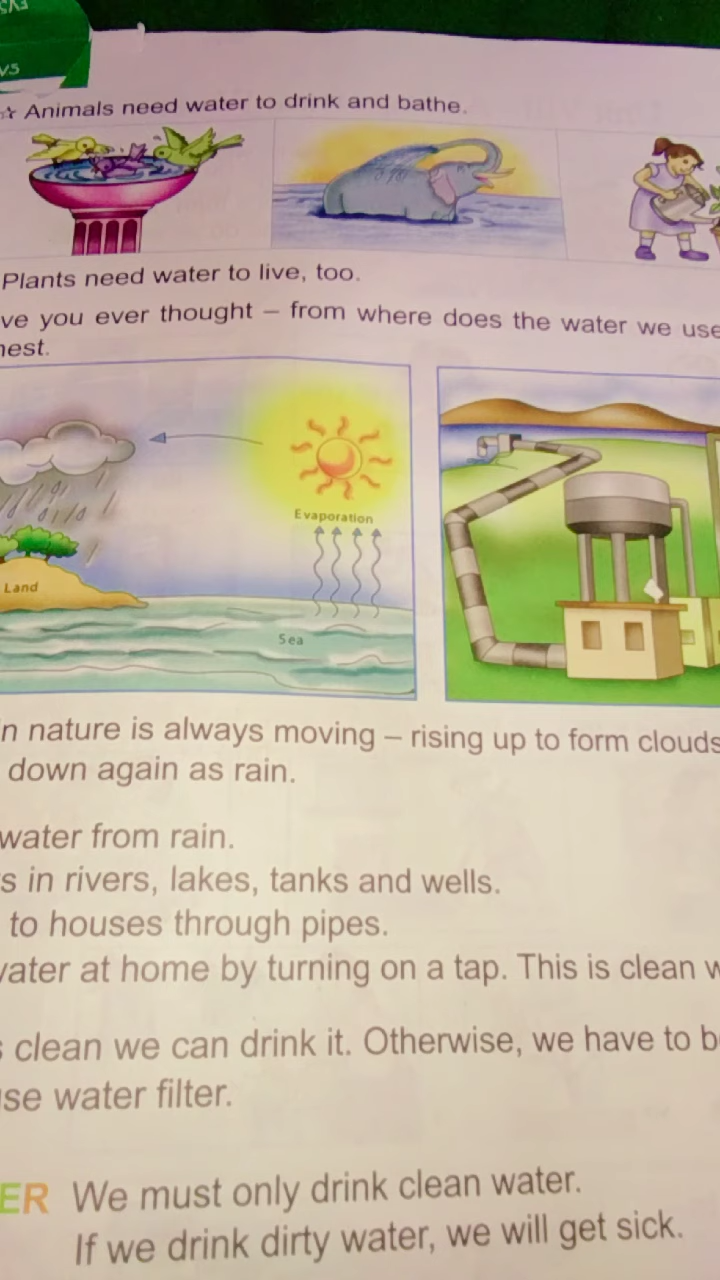 EVS
VS
☆ Animals need water to drink and bathe.
Plants need water to live, too.
ve you ever thought – from where does the water we use
nest.
Evaporation
Land
Sea
n nature is always moving – rising up to form clouds
down again as rain.
water from rain.
s in rivers, lakes, tanks and wells.
to houses through pipes.
water at home by turning on a tap. This is clean w
s clean we can drink it. Otherwise, we have to b
use water filter.
ER We must only drink clean water.
If we drink dirty water, we will get sick.